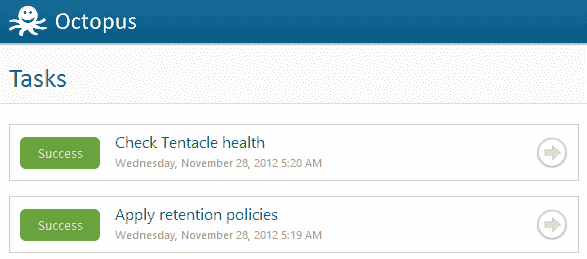 Octopus
Tasks
Success
Check Tentacle health
Wednesday, November 28, 2012 5:20 AM
Success
Apply retention policies
Wednesday, November 28, 2012 5:19 AM